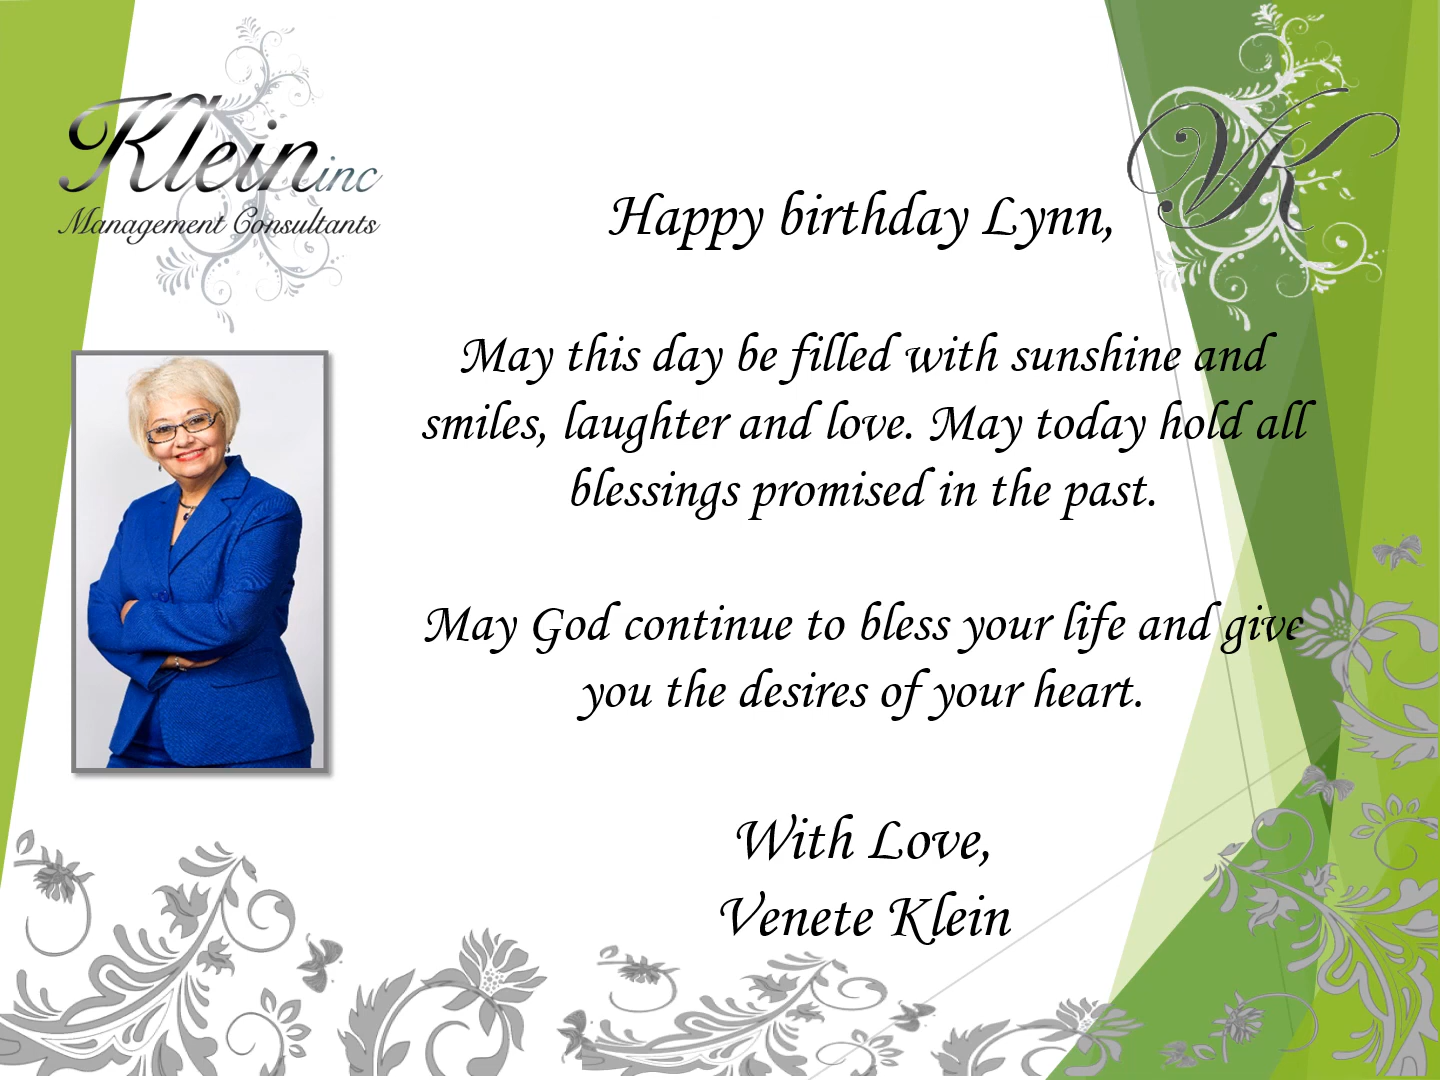 Klein inc
Management Consultants
VK
Happy birthday Lynn,
May this day be filled with sunshine and
smiles, laughter and love. May today hold all
blessings promised in the past.
May God continue to bless your life and give
you the desires of your heart.
With Love,
Venete Klein